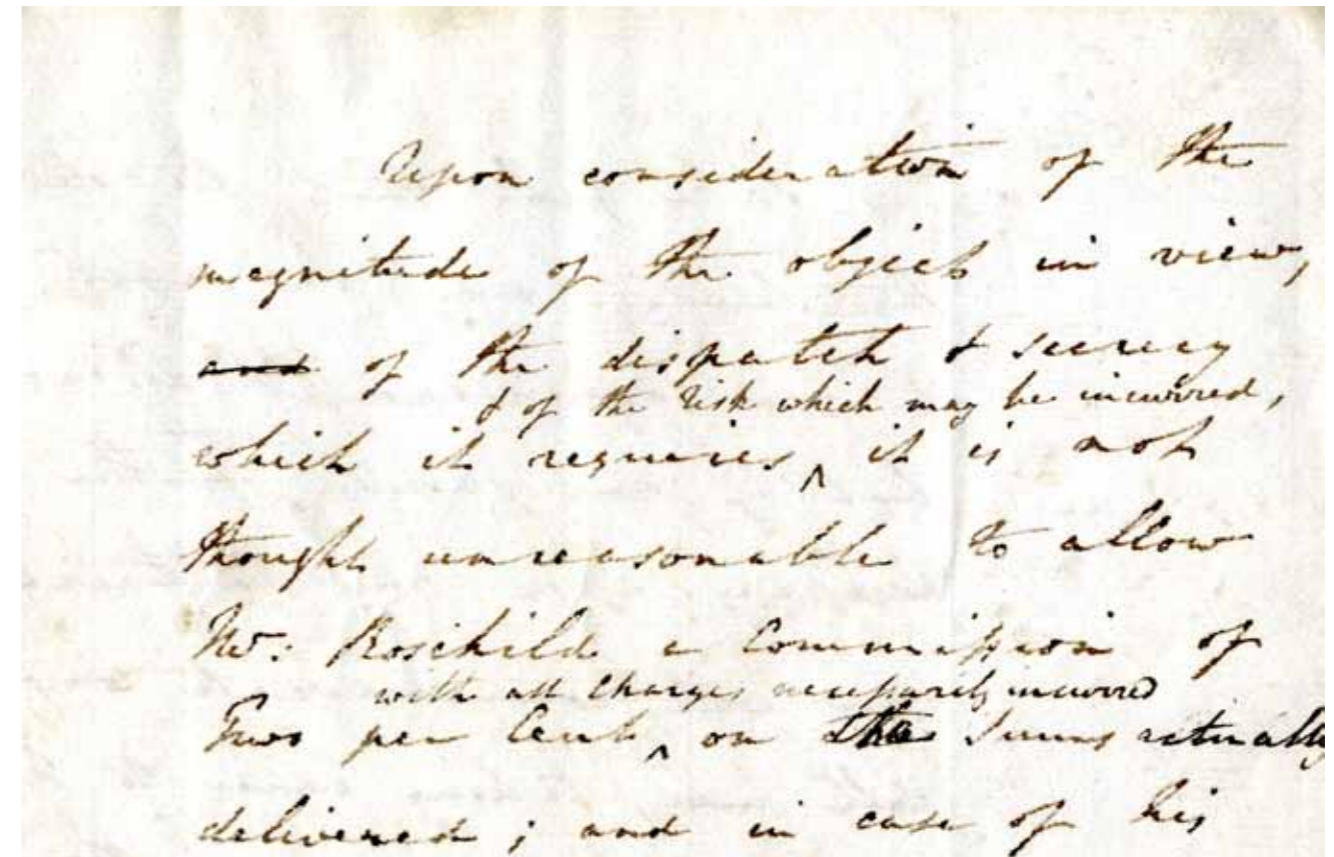 Upon consideration of the
magnitude of the object in view,
and of the dispatch & secrecy
& of the risk which may be incurred,
which it requires ^ it is not
thought unreasonable to allow
Mr: Roschild a Commission of
with all Charges necessarily incurred
Two per Cent ^ on the Sums actually
delivered; and in case of his